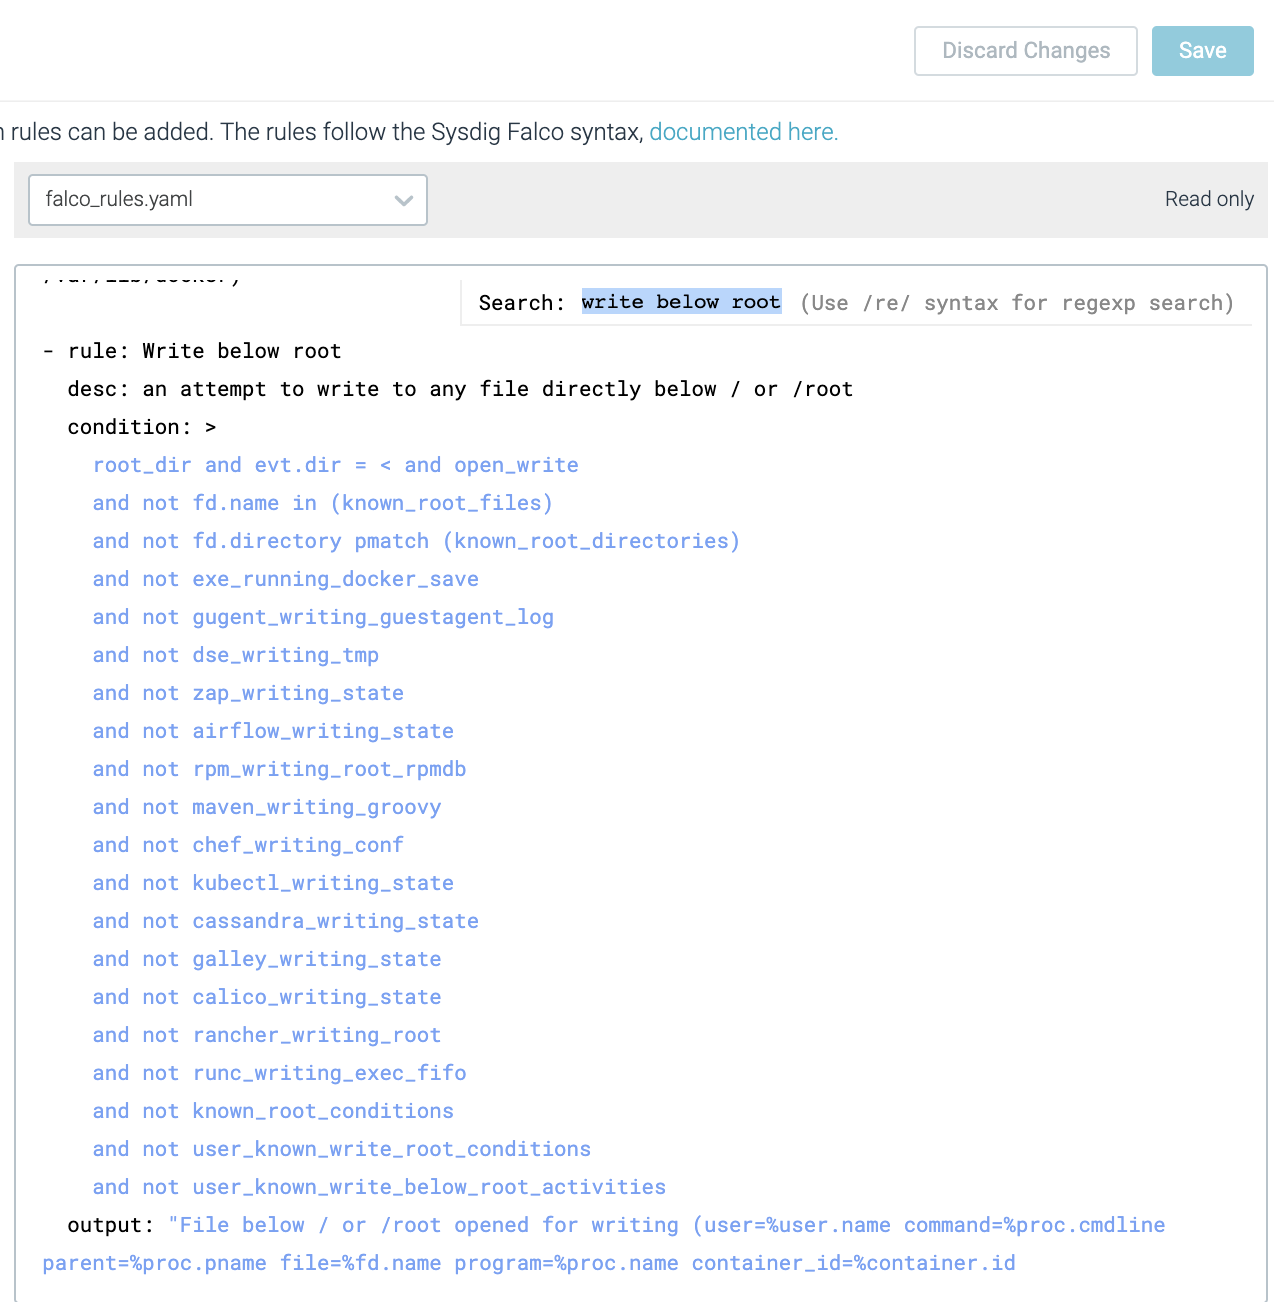 Discard Changes Save
rules can be added. The rules follow the Sysdig Falco syntax, documented here.
falco_rules.yaml Read only
Search: write below root (Use /re/ syntax for regexp search)
- rule: Write below root
desc: an attempt to write to any file directly below / or /root
condition: >
root_dir and evt.dir = < and open_write
and not fd.name in (known_root_files)
and not fd.directory pmatch (known_root_directories)
and not exe_running_docker_save
and not gugent_writing_guestagent_log
and not dse_writing_tmp
and not zap_writing_state
and not airflow_writing_state
and not rpm_writing_root_rpmdb
and not maven_writing_groovy
and not chef_writing_conf
and not kubectl_writing_state
and not cassandra_writing_state
and not galley_writing_state
and not calico_writing_state
and not rancher_writing_root
and not runc_writing_exec_fifo
and not known_root_conditions
and not user_known_write_root_conditions
and not user_known_write_below_root_activities
output: "File below / or /root opened for writing (user=%user.name command=%proc.cmdline
parent=%proc.pname file=%fd.name program=%proc.name container_id=%container.id